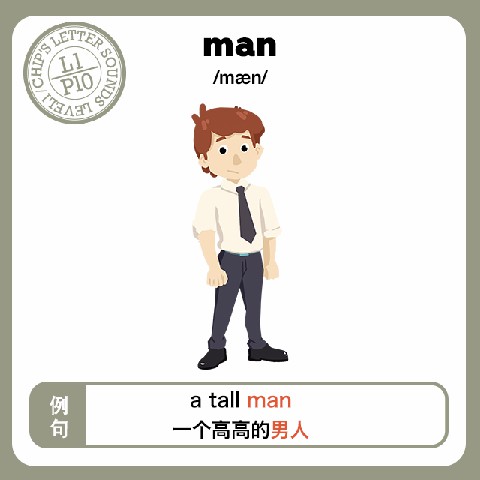 CHIP'S LETTER SOUNDS LEVEL1
L1
P10
man
/mæn/
例句
a tall man
一个高高的男人